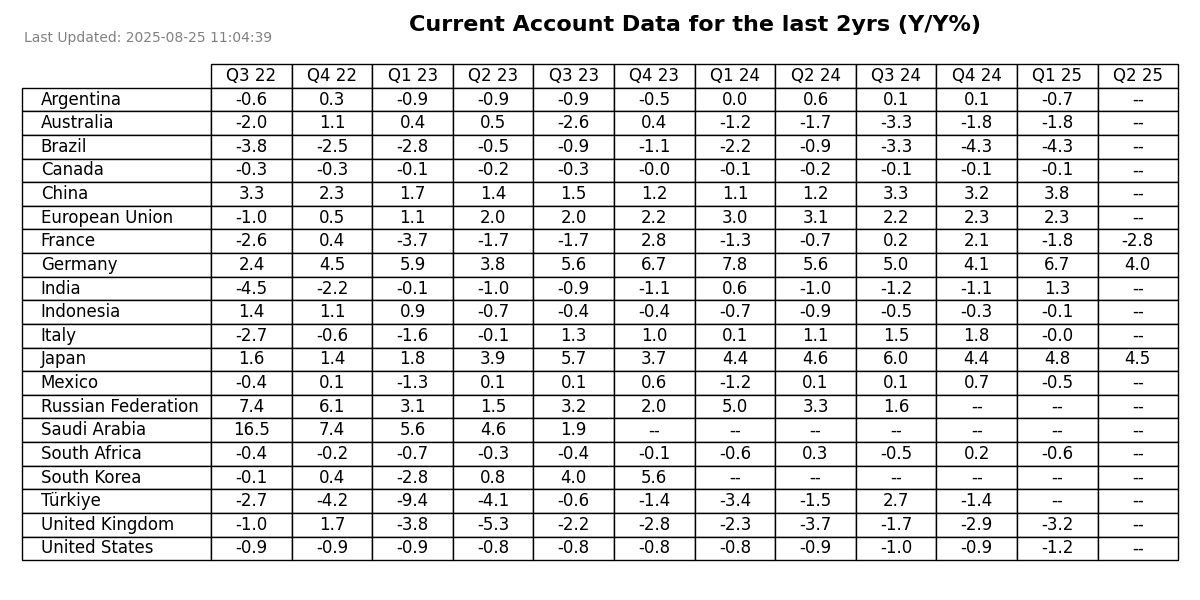 Current Account Data for the last 2yrs (Y/Y%)
Last Updated: 2025-08-25 11:04:39
Q3 22 Q4 22 Q1 23 Q2 23 Q3 23 Q4 23 Q1 24 Q2 24 Q3 24 Q4 24 Q1 25 Q2 25
Argentina -0.6 0.3 -0.9 -0.9 -0.9 -0.5 0.0 0.6 0.1 0.1 -0.7 --
Australia -2.0 1.1 0.4 0.5 -2.6 0.4 -1.2 -1.7 -3.3 -1.8 -1.8 --
Brazil -3.8 -2.5 -2.8 -0.5 -0.9 -1.1 -2.2 -0.9 -3.3 -4.3 -4.3 --
Canada -0.3 -0.3 -0.1 -0.2 -0.3 -0.0 -0.1 -0.2 -0.1 -0.1 -0.1 --
China 3.3 2.3 1.7 1.4 1.5 1.2 1.1 1.2 3.3 3.2 3.8 --
European Union -1.0 0.5 1.1 2.0 2.0 2.2 3.0 3.1 2.2 2.3 2.3 --
France -2.6 0.4 -3.7 -1.7 -1.7 2.8 -1.3 -0.7 0.2 2.1 -1.8 -2.8
Germany 2.4 4.5 5.9 3.8 5.6 6.7 7.8 5.6 5.0 4.1 6.7 4.0
India -4.5 -2.2 -0.1 -1.0 -0.9 -1.1 0.6 -1.0 -1.2 -1.1 1.3 --
Indonesia 1.4 1.1 0.9 -0.7 -0.4 -0.4 -0.7 -0.9 -0.5 -0.3 -0.1 --
Italy -2.7 -0.6 -1.6 -0.1 1.3 1.0 0.1 1.1 1.5 1.8 -0.0 --
Japan 1.6 1.4 1.8 3.9 5.7 3.7 4.4 4.6 6.0 4.4 4.8 4.5
Mexico -0.4 0.1 -1.3 0.1 0.1 0.6 -1.2 0.1 0.1 0.7 -0.5 --
Russian Federation 7.4 6.1 3.1 1.5 3.2 2.0 5.0 3.3 1.6 -- -- --
Saudi Arabia 16.5 7.4 5.6 4.6 1.9 -- -- -- -- -- -- --
South Africa -0.4 -0.2 -0.7 -0.3 -0.4 -0.1 -0.6 0.3 -0.5 0.2 -0.6 --
South Korea -0.1 0.4 -2.8 0.8 4.0 5.6 -- -- -- -- -- --
Türkiye -2.7 -4.2 -9.4 -4.1 -0.6 -1.4 -3.4 -1.5 2.7 -1.4 -- --
United Kingdom -1.0 1.7 -3.8 -5.3 -2.2 -2.8 -2.3 -3.7 -1.7 -2.9 -3.2 --
United States -0.9 -0.9 -0.9 -0.8 -0.8 -0.8 -0.8 -0.9 -1.0 -0.9 -1.2 --